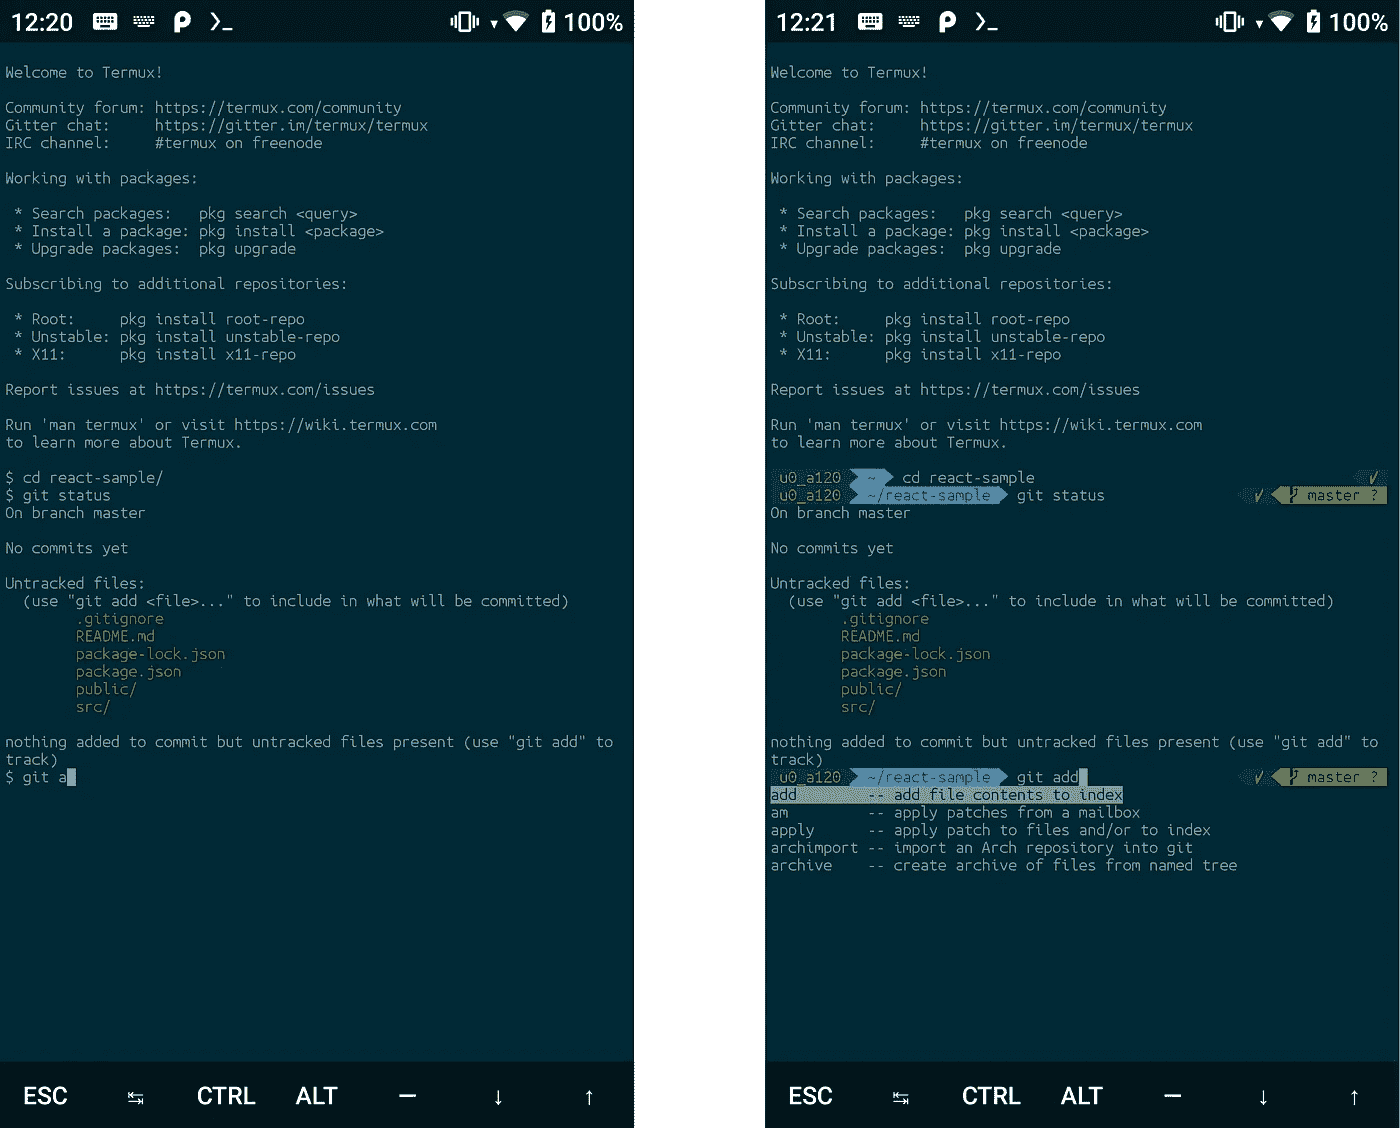 12:20 100%
Welcome to Termux!
Community forum: https://termux.com/community
Gitter chat:     https://gitter.im/termux/termux
IRC channel:     #termux on freenode
Working with packages:
* Search packages:   pkg search <query>
* Install a package: pkg install <package>
* Upgrade packages:  pkg upgrade
Subscribing to additional repositories:
* Root:     pkg install root-repo
* Unstable: pkg install unstable-repo
* X11:      pkg install x11-repo
Report issues at https://termux.com/issues
Run 'man termux' or visit https://wiki.termux.com
to learn more about Termux.
$ cd react-sample/
$ git status
On branch master
No commits yet
Untracked files:
(use "git add <file>..." to include in what will be committed)
.gitignore
README.md
package-lock.json
package.json
public/
src/
nothing added to commit but untracked files present (use "git add" to
track)
$ git a
ESC ↹ CTRL ALT — ↓ ↑
12:21 100%
Welcome to Termux!
Community forum: https://termux.com/community
Gitter chat:     https://gitter.im/termux/termux
IRC channel:     #termux on freenode
Working with packages:
* Search packages:   pkg search <query>
* Install a package: pkg install <package>
* Upgrade packages:  pkg upgrade
Subscribing to additional repositories:
* Root:     pkg install root-repo
* Unstable: pkg install unstable-repo
* X11:      pkg install x11-repo
Report issues at https://termux.com/issues
Run 'man termux' or visit https://wiki.termux.com
to learn more about Termux.
u0_a120 ~ cd react-sample ✓
u0_a120 ~/react-sample git status ✓ master ?
On branch master
No commits yet
Untracked files:
(use "git add <file>..." to include in what will be committed)
.gitignore
README.md
package-lock.json
package.json
public/
src/
nothing added to commit but untracked files present (use "git add" to
track)
u0_a120 ~/react-sample git add ✓ master ?
add        -- add file contents to index
am         -- apply patches from a mailbox
apply      -- apply patch to files and/or to index
archimport -- import an Arch repository into git
archive    -- create archive of files from named tree
ESC ↹ CTRL ALT — ↓ ↑